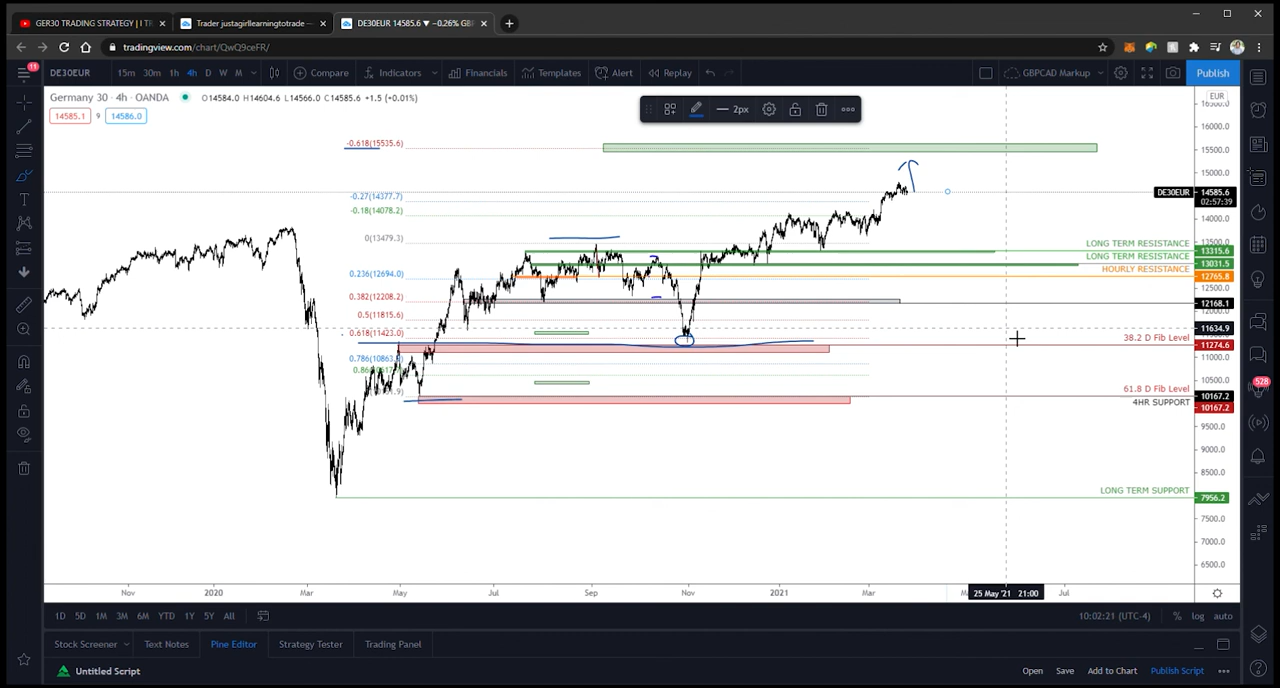 GER30 TRADING STRATEGY | I T
Trader justagirllearningtotrade —
DE30EUR 14585.6 ▼ −0.26% GB
tradingview.com/chart/QwQ9ceFR/
11
DE30EUR 15m 30m 1h 4h D W M Compare Indicators Financials Templates Alert Replay GBPCAD Markup Publish
Germany 30 · 4h · OANDA O14584.0 H14604.6 L14566.0 C14585.6 +1.5 (+0.01%)
14585.1 9 14586.0
2px
EUR
16500.0
16000.0
-0.618(15535.6)
15500.0
15000.0
-0.27(14377.7)
DE30EUR 14585.6
02:57:39
-0.18(14078.2)
14000.0
0(13479.3)
13500.0
LONG TERM RESISTANCE 13315.6
LONG TERM RESISTANCE 13031.5
HOURLY RESISTANCE 12765.8
0.236(12694.0)
12500.0
0.382(12208.2)
12168.1
12000.0
0.5(11815.6)
11634.9
0.618(11423.0)
38.2 D Fib Level 11274.6
11000.0
10500.0
61.8 D Fib Level 10167.2
4HR SUPPORT 10167.2
9500.0
9000.0
8500.0
LONG TERM SUPPORT 7956.2
7500.0
7000.0
6500.0
Nov 2020 Mar May Jul Sep Nov 2021 Mar 25 May '21 21:00 Jul
1D 5D 1M 3M 6M YTD 1Y 5Y All 10:02:21 (UTC-4) % log auto
Stock Screener Text Notes Pine Editor Strategy Tester Trading Panel
Untitled Script Open Save Add to Chart Publish Script
528